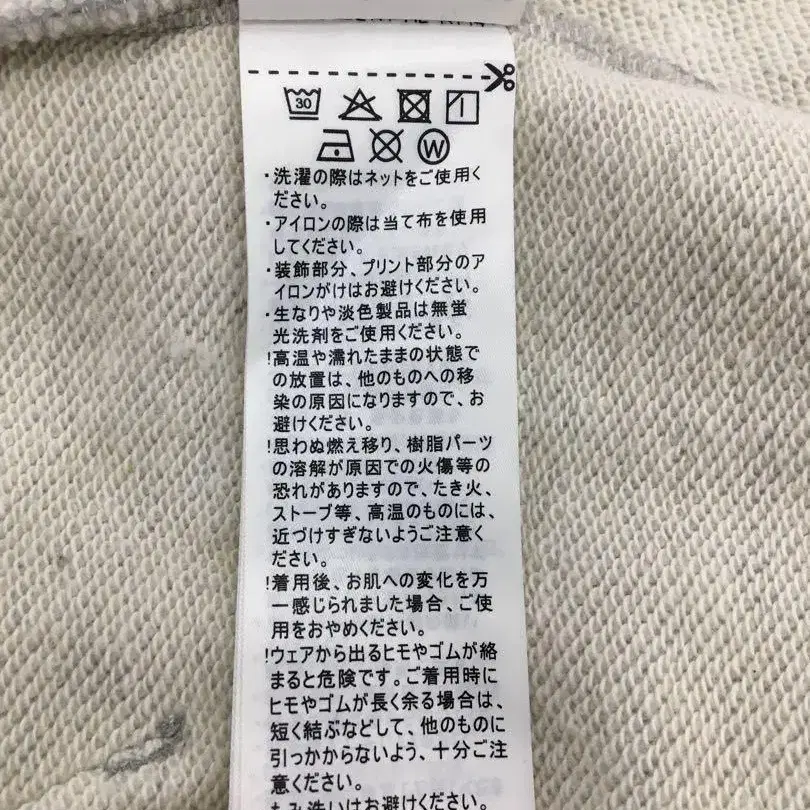 30
W
・洗濯の際はネットをご使用く
ださい。
・アイロンの際は当て布を使用
してください。
・装飾部分、プリント部分のア
イロンがけはお避けください。
・生なりや淡色製品は無蛍
光洗剤をご使用ください。
!高温や濡れたままの状態で
の放置は、他のものへの移
染の原因になりますので、お
避けください。
!思わぬ燃え移り、樹脂パーツ
の溶解が原因での火傷等の
恐れがありますので、たき火、
ストーブ等、高温のものには、
近づけすぎないようご注意く
ださい。
!着用後、お肌への変化を万
一感じられました場合、ご使
用をおやめください。
!ウェアから出るヒモやゴムが絡
まると危険です。ご着用時に
ヒモやゴムが長く余る場合は、
短く結ぶなどして、他のものに
引っかからないよう、十分ご注
意ください。
もみ洗いはお避けください。